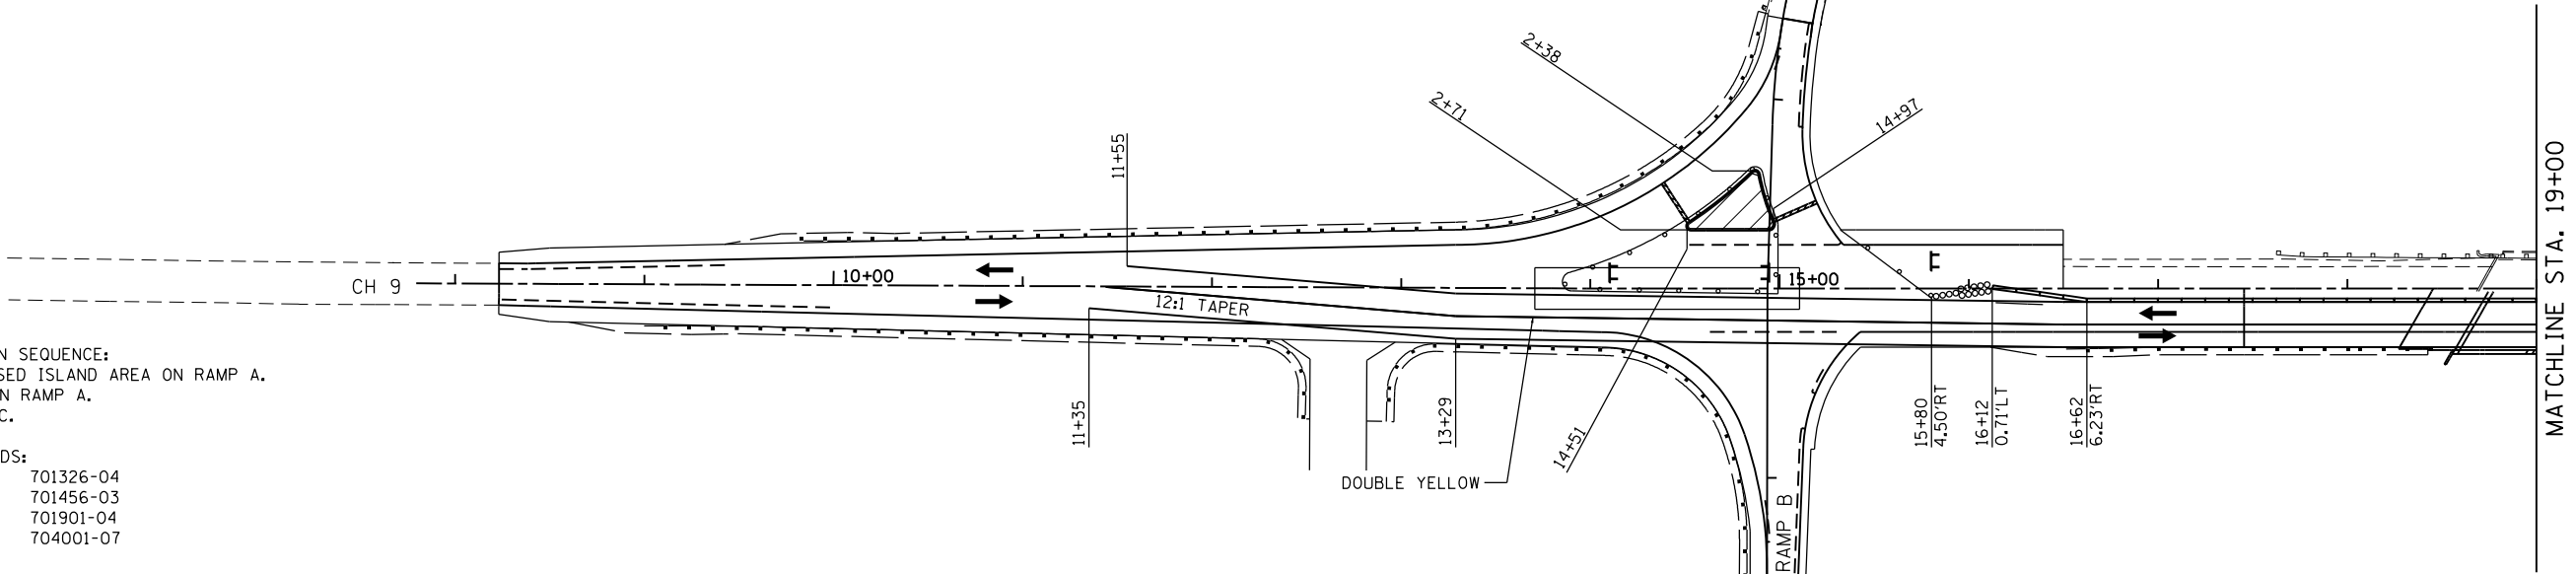 2+38
2+71
14+97
11+55
MATCHLINE STA. 19+00
CH 9
10+00
15+00
12:1 TAPER
N SEQUENCE:
SED ISLAND AREA ON RAMP A.
N RAMP A.
C.
DS:
701326-04
701456-03
701901-04
704001-07
11+35
13+29
14+51
DOUBLE YELLOW
RAMP B
15+80
4.50'RT
16+12
0.71'LT
16+62
6.23'RT